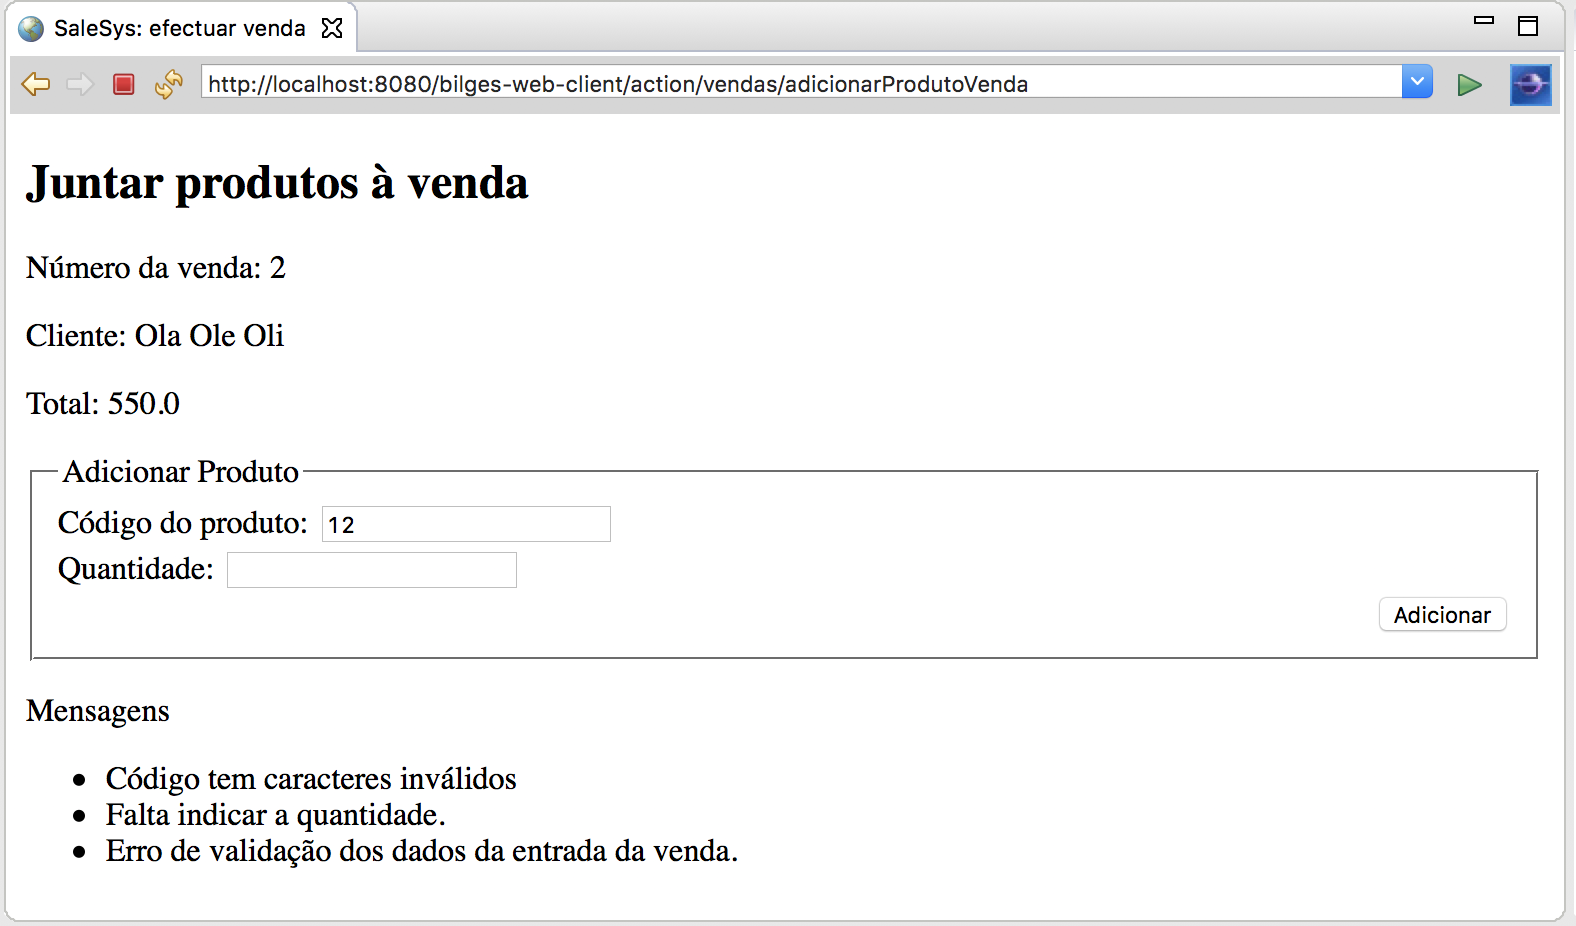 SaleSys: efectuar venda
http://localhost:8080/bilges-web-client/action/vendas/adicionarProdutoVenda
Juntar produtos à venda
Número da venda: 2
Cliente: Ola Ole Oli
Total: 550.0
Adicionar Produto
Código do produto: 12
Quantidade:
Adicionar
Mensagens
Código tem caracteres inválidos
Falta indicar a quantidade.
Erro de validação dos dados da entrada da venda.